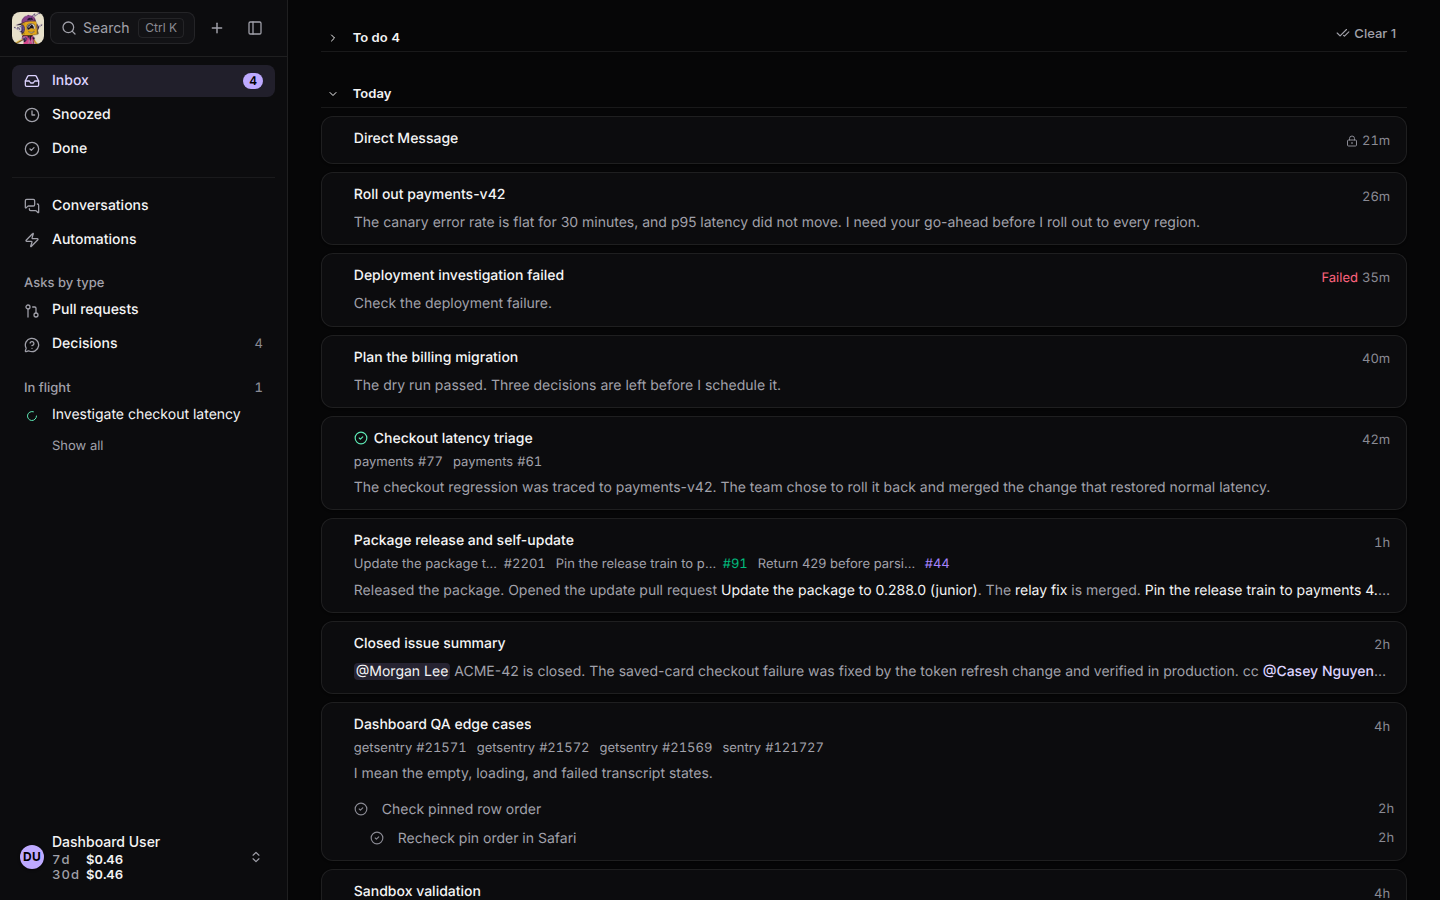 Search Ctrl K
Inbox 4
Snoozed
Done
Conversations
Automations
Asks by type
Pull requests
Decisions 4
In flight 1
Investigate checkout latency
Show all
DU Dashboard User
7d $0.46
30d $0.46
To do 4 Clear 1
Today
Direct Message 21m
Roll out payments-v42 26m
The canary error rate is flat for 30 minutes, and p95 latency did not move. I need your go-ahead before I roll out to every region.
Deployment investigation failed Failed 35m
Check the deployment failure.
Plan the billing migration 40m
The dry run passed. Three decisions are left before I schedule it.
Checkout latency triage 42m
payments #77 payments #61
The checkout regression was traced to payments-v42. The team chose to roll it back and merged the change that restored normal latency.
Package release and self-update 1h
Update the package t... #2201 Pin the release train to p... #91 Return 429 before parsi... #44
Released the package. Opened the update pull request Update the package to 0.288.0 (junior). The relay fix is merged. Pin the release train to payments 4....
Closed issue summary 2h
@Morgan Lee ACME-42 is closed. The saved-card checkout failure was fixed by the token refresh change and verified in production. cc @Casey Nguyen...
Dashboard QA edge cases 4h
getsentry #21571 getsentry #21572 getsentry #21569 sentry #121727
I mean the empty, loading, and failed transcript states.
Check pinned row order 2h
Recheck pin order in Safari 2h
Sandbox validation 4h